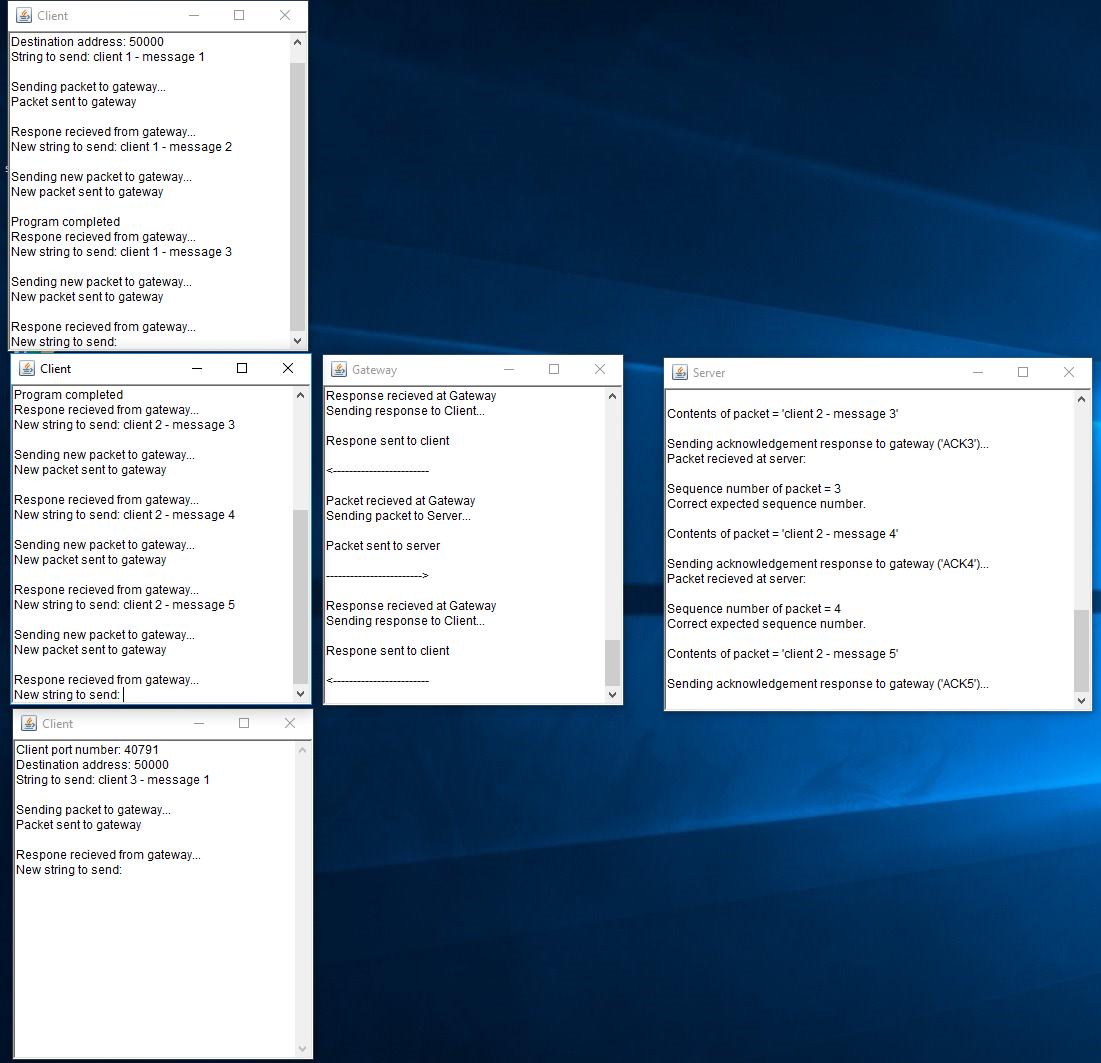 Client
Destination address: 50000
String to send: client 1 - message 1
Sending packet to gateway...
Packet sent to gateway
Respone recieved from gateway...
New string to send: client 1 - message 2
Sending new packet to gateway...
New packet sent to gateway
Program completed
Respone recieved from gateway...
New string to send: client 1 - message 3
Sending new packet to gateway...
New packet sent to gateway
Respone recieved from gateway...
New string to send:
Client
Program completed
Respone recieved from gateway...
New string to send: client 2 - message 3
Sending new packet to gateway...
New packet sent to gateway
Respone recieved from gateway...
New string to send: client 2 - message 4
Sending new packet to gateway...
New packet sent to gateway
Respone recieved from gateway...
New string to send: client 2 - message 5
Sending new packet to gateway...
New packet sent to gateway
Respone recieved from gateway...
New string to send:
Gateway
Response recieved at Gateway
Sending response to Client...
Respone sent to client
<------------------------
Packet recieved at Gateway
Sending packet to Server...
Packet sent to server
------------------------>
Response recieved at Gateway
Sending response to Client...
Respone sent to client
<------------------------
Server
Contents of packet = 'client 2 - message 3'
Sending acknowledgement response to gateway ('ACK3')...
Packet recieved at server:
Sequence number of packet = 3
Correct expected sequence number.
Contents of packet = 'client 2 - message 4'
Sending acknowledgement response to gateway ('ACK4')...
Packet recieved at server:
Sequence number of packet = 4
Correct expected sequence number.
Contents of packet = 'client 2 - message 5'
Sending acknowledgement response to gateway ('ACK5')...
Client
Client port number: 40791
Destination address: 50000
String to send: client 3 - message 1
Sending packet to gateway...
Packet sent to gateway
Respone recieved from gateway...
New string to send: